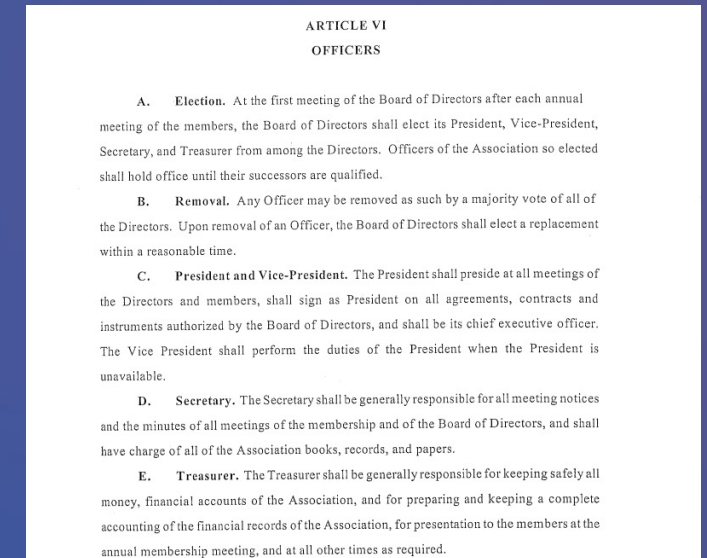 ARTICLE VI
OFFICERS
A. Election. At the first meeting of the Board of Directors after each annual
meeting of the members, the Board of Directors shall elect its President, Vice-President,
Secretary, and Treasurer from among the Directors. Officers of the Association so elected
shall hold office until their successors are qualified.
B. Removal. Any Officer may be removed as such by a majority vote of all of
the Directors. Upon removal of an Officer, the Board of Directors shall elect a replacement
within a reasonable time.
C. President and Vice-President. The President shall preside at all meetings of
the Directors and members, shall sign as President on all agreements, contracts and
instruments authorized by the Board of Directors, and shall be its chief executive officer.
The Vice President shall perform the duties of the President when the President is
unavailable.
D. Secretary. The Secretary shall be generally responsible for all meeting notices
and the minutes of all meetings of the membership and of the Board of Directors, and shall
have charge of all of the Association books, records, and papers.
E. Treasurer. The Treasurer shall be generally responsible for keeping safely all
money, financial accounts of the Association, and for preparing and keeping a complete
accounting of the financial records of the Association, for presentation to the members at the
annual membership meeting, and at all other times as required.